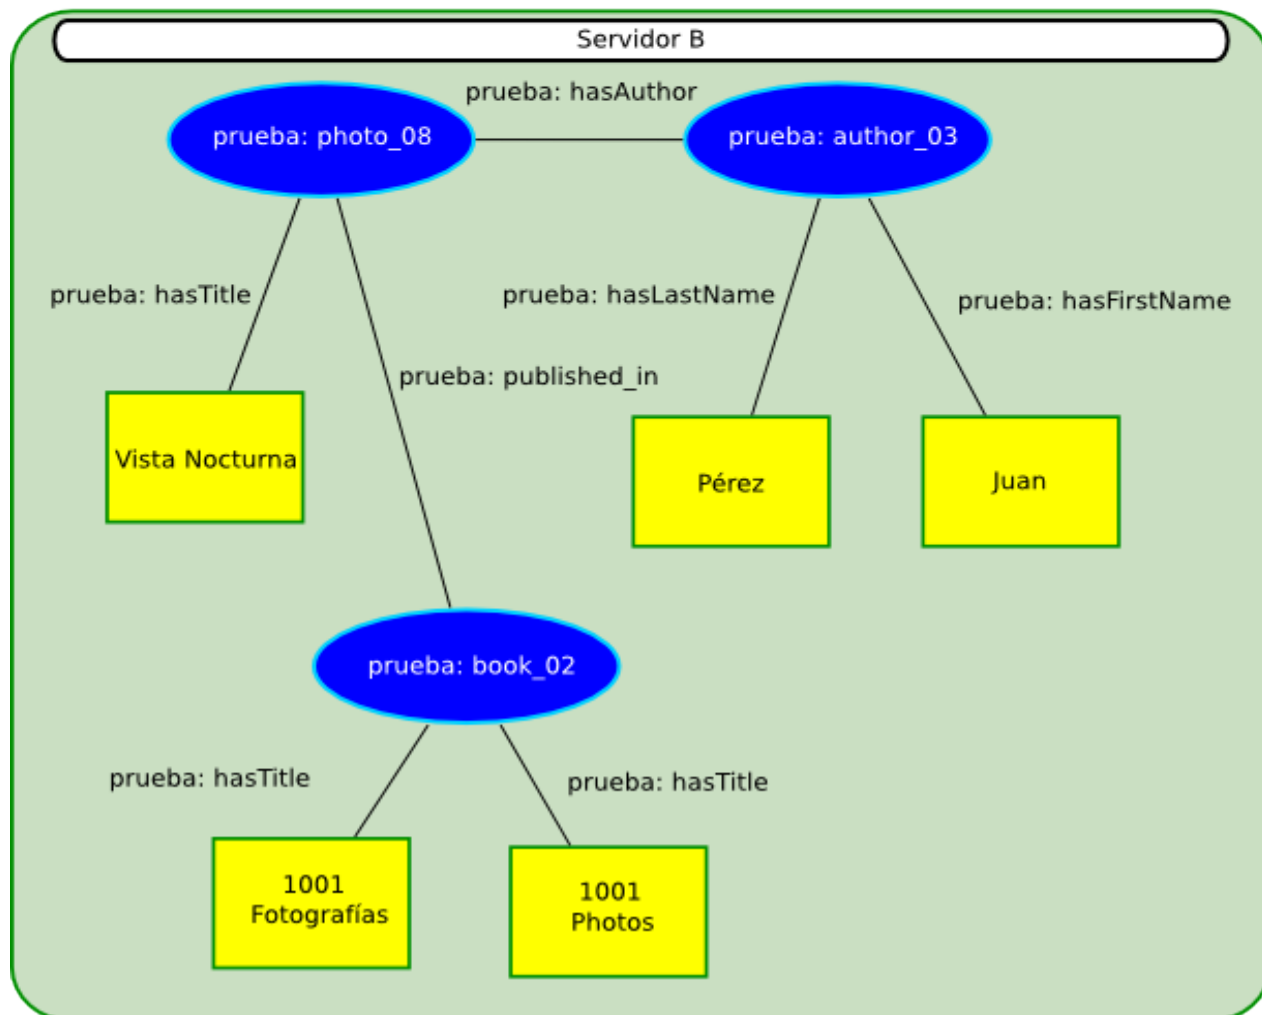 Servidor B
prueba: hasAuthor
prueba: photo_08
prueba: author_03
prueba: hasTitle
prueba: hasLastName
prueba: hasFirstName
prueba: published_in
Vista Nocturna
Pérez
Juan
prueba: book_02
prueba: hasTitle
prueba: hasTitle
1001
Fotografías
1001
Photos